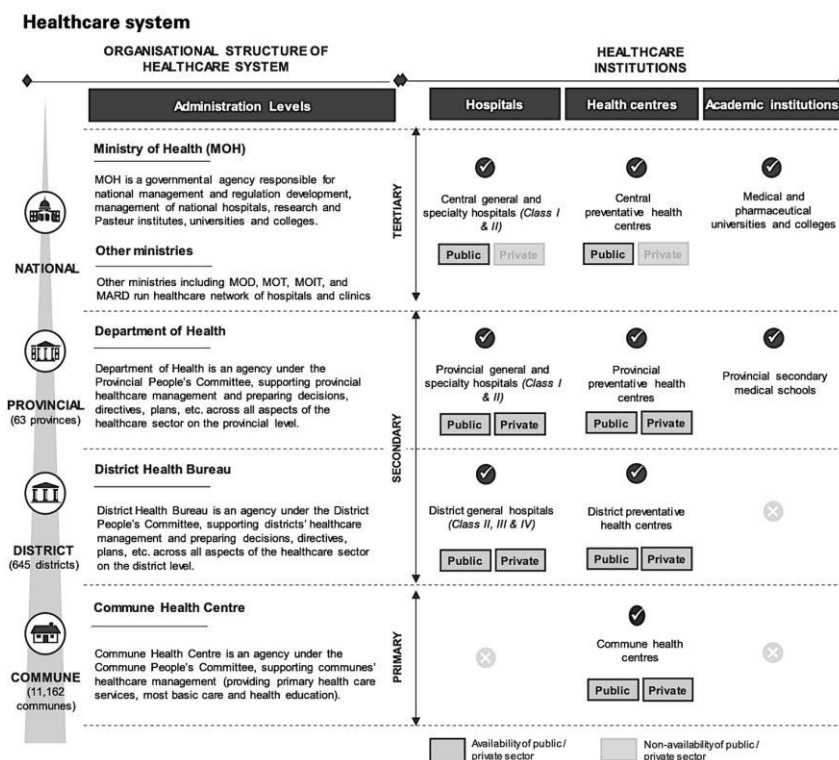 Healthcare system
ORGANISATIONAL STRUCTURE OF
HEALTHCARE SYSTEM
HEALTHCARE
INSTITUTIONS
Administration Levels
Hospitals
Health centres
Academic institutions
NATIONAL
Ministry of Health (MOH)
MOH is a governmental agency responsible for
national management and regulation development,
management of national hospitals, research and
Pasteur institutes, universities and colleges.
Other ministries
Other ministries including MOD, MOT, MOIT, and
MARD run healthcare network of hospitals and clinics
TERTIARY
Central general and
specialty hospitals (Class I
& II)
Public
Private
Central
preventative health
centres
Public
Private
Medical and
pharmaceutical
universities and colleges
PROVINCIAL
(63 provinces)
Department of Health
Department of Health is an agency under the
Provincial People's Committee, supporting provincial
healthcare management and preparing decisions,
directives, plans, etc. across all aspects of the
healthcare sector on the provincial level.
SECONDARY
Provincial general and
specialty hospitals (Class I
& II)
Public
Private
Provincial
preventative health
centres
Public
Private
Provincial secondary
medical schools
DISTRICT
(645 districts)
District Health Bureau
District Health Bureau is an agency under the District
People's Committee, supporting districts' healthcare
management and preparing decisions, directives,
plans, etc. across all aspects of the healthcare sector
on the district level.
District general hospitals
(Class II, III & IV)
Public
Private
District preventative
health centres
Public
Private
COMMUNE
(11,162
communes)
Commune Health Centre
Commune Health Centre is an agency under the
Commune People's Committee, supporting communes'
healthcare management (providing primary health care
services, most basic care and health education).
PRIMARY
Commune health
centres
Public
Private
Availability of public /
private sector
Non-availability of public /
private sector